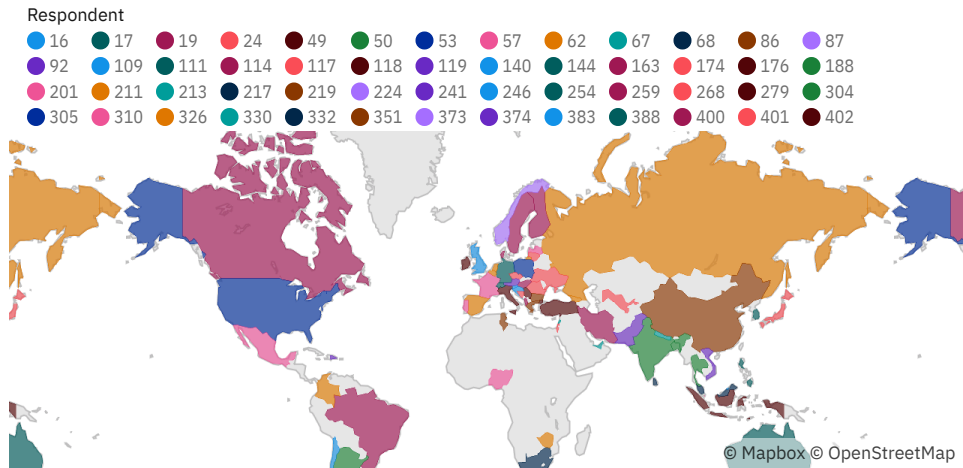 Respondent
16 17 19 24 49 50 53 57 62 67 68 86 87
92 109 111 114 117 118 119 140 144 163 174 176 188
201 211 213 217 219 224 241 246 254 259 268 279 304
305 310 326 330 332 351 373 374 383 388 400 401 402
© Mapbox © OpenStreetMap